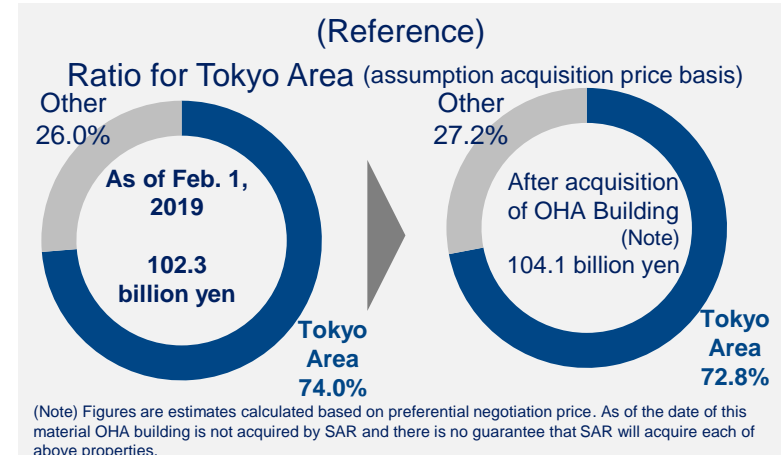 (Reference)
Ratio for Tokyo Area (assumption acquisition price basis)
Other
26.0%
As of Feb. 1,
2019
102.3
billion yen
Tokyo
Area
74.0%
Other
27.2%
After acquisition
of OHA Building
(Note)
104.1 billion yen
Tokyo
Area
72.8%
(Note) Figures are estimates calculated based on preferential negotiation price. As of the date of this
material OHA building is not acquired by SAR and there is no guarantee that SAR will acquire each of
above properties.